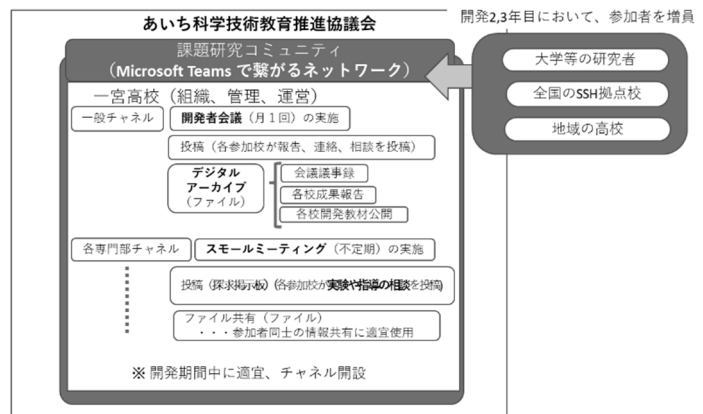 開発2,3年目において、参加者を増員
あいち科学技術教育推進協議会
課題研究コミュニティ
（Microsoft Teams で繋がるネットワーク）
大学等の研究者
全国のSSH拠点校
地域の高校
一宮高校（組織、管理、運営）
一般チャネル
開発者会議（月１回）の実施
投稿（各参加校が報告、連絡、相談を投稿）
デジタル
アーカイブ
（ファイル）
会議議事録
各校成果報告
各校開発教材公開
各専門部チャネル
スモールミーティング（不定期）の実施
投稿（探求掲示板）（各参加校が実験や指導の相談を投稿）
ファイル共有（ファイル）
・・・参加者同士の情報共有に適宜使用
※ 開発期間中に適宜、チャネル開設